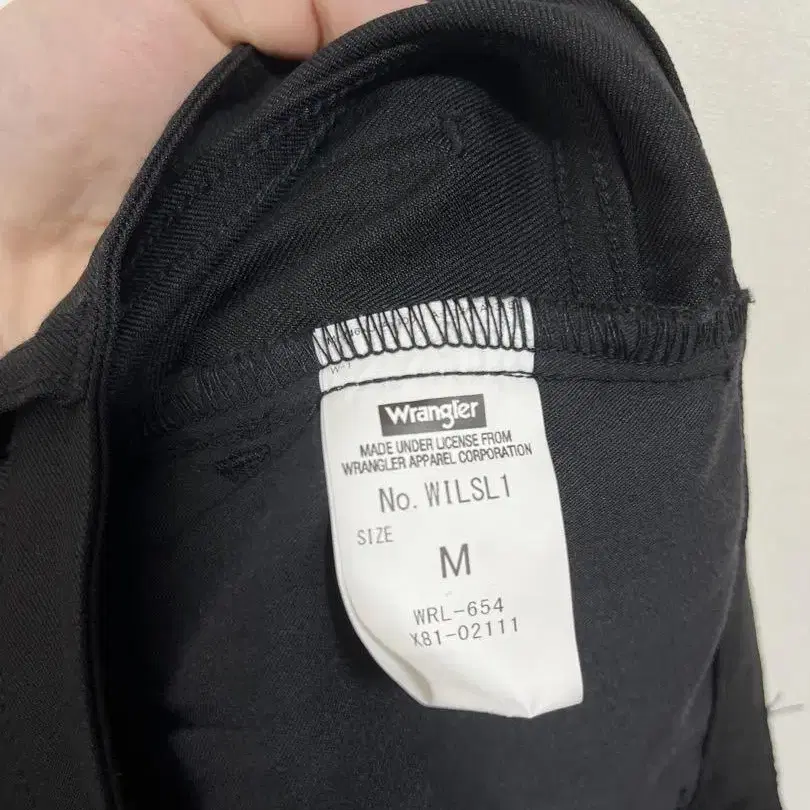 Wrangler
MADE UNDER LICENSE FROM
WRANGLER APPAREL CORPORATION
No. WILSL1
SIZE
M
WRL-654
X81-02111